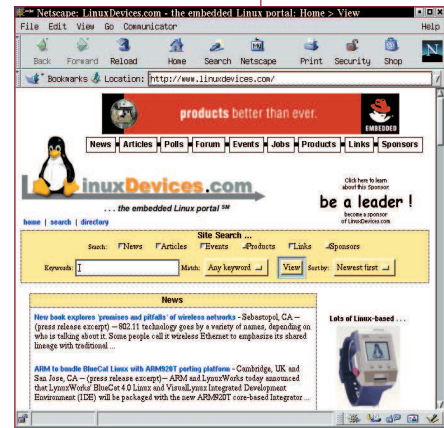 Netscape: LinuxDevices.com - the embedded Linux portal: Home > View
File Edit View Go Communicator Help
Back Forward Reload Home Search Netscape Print Security Shop
N
Bookmarks Location: http://www.linuxdevices.com/
products better than ever.
EMBEDDED
News Articles Polls Forum Events Jobs Products Links Sponsors
LinuxDevices.com
... the embedded Linux portal SM
Click here to learn
about this Sponsor
be a leader !
become a sponsor
of LinuxDevices.com
home | search | directory
Site Search ...
Search: News Farticles Events Products Links Sponsors
Keywords: Match: Any keyword View Sort by: Newest first
News
New book explores 'promises and pitfalls' of wireless networks - Sebastopol, CA --
(press release excerpt) -- 802.11 technology goes by a variety of names, depending on
who is talking about it. Some people call it wireless Ethernet to emphasize its shared
lineage with traditional ...
ARM to bundle BlueCat Linux with ARM920T porting platform - Cambridge, UK and
San Jose, CA -- (press release excerpt)-- ARM and LynuxWorks today announced
that LynuxWorks' BlueCat 4.0 Linux and VisualLynux Integrated Development
Environment (IDE) will be packaged with the new ARM920T core-based Integrator ...
Lots of Linux-based ...